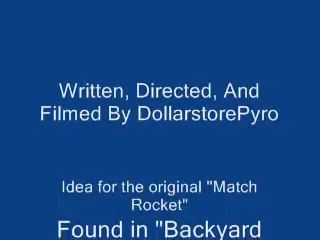 Written, Directed, And
Filmed By DollarstorePyro
Idea for the original "Match
Rocket"
Found in "Backyard